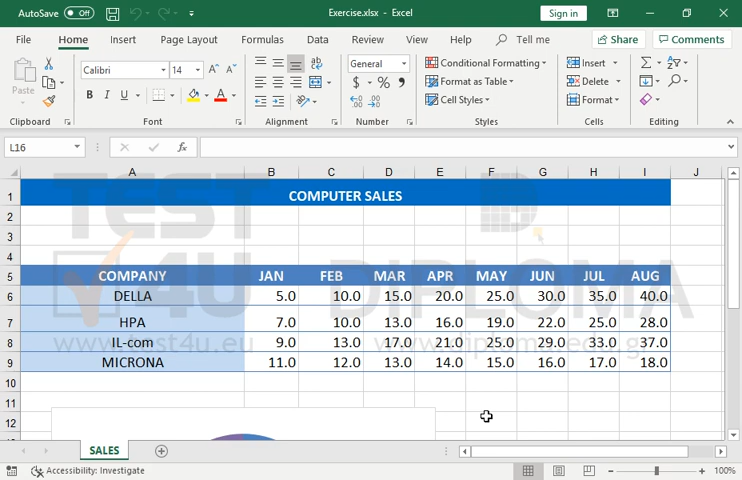 AutoSave Off Exercise.xlsx - Excel Sign in
File Home Insert Page Layout Formulas Data Review View Help Tell me Share Comments
Paste Calibri 14 A A ab General Conditional Formatting Insert
B I U A $ % , Format as Table Delete
Cell Styles Format
Clipboard Font Alignment Number Styles Cells Editing
L16 fx
A B C D E F G H I J
1 COMPUTER SALES
2
3
4
5 COMPANY JAN FEB MAR APR MAY JUN JUL AUG
6 DELLA 5.0 10.0 15.0 20.0 25.0 30.0 35.0 40.0
7 HPA 7.0 10.0 13.0 16.0 19.0 22.0 25.0 28.0
8 IL-com 9.0 13.0 17.0 21.0 25.0 29.0 33.0 37.0
9 MICRONA 11.0 12.0 13.0 14.0 15.0 16.0 17.0 18.0
10
11
12
TEST
4U DIPLOMA
www.test4u.eu
SALES
Accessibility: Investigate 100%